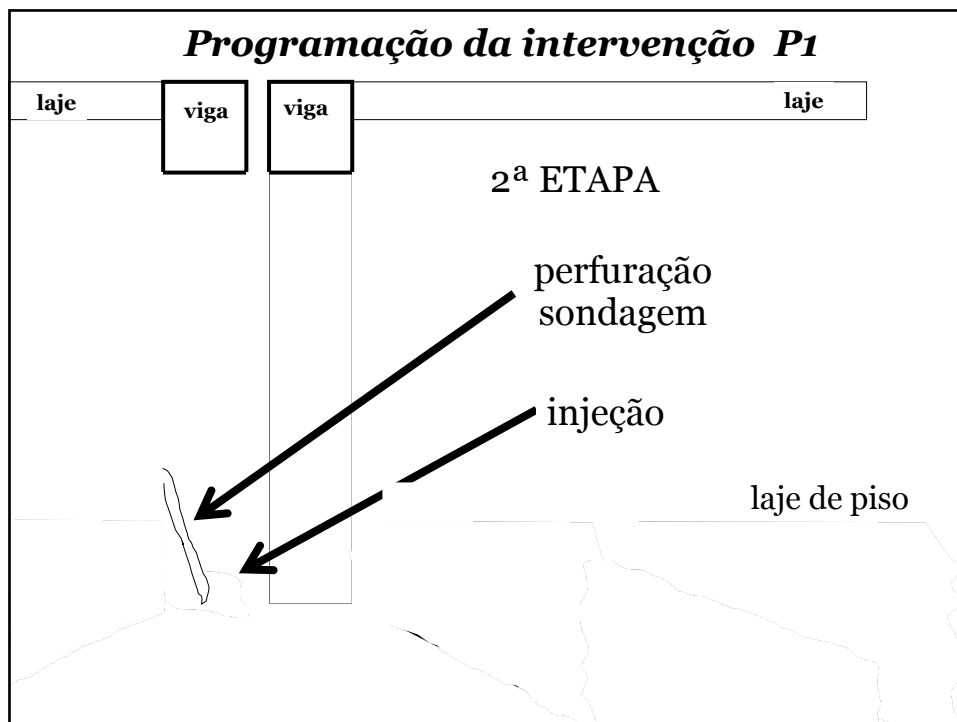 Programação da intervenção P1
laje
viga
viga
laje
2ª ETAPA
perfuração
sondagem
injeção
laje de piso